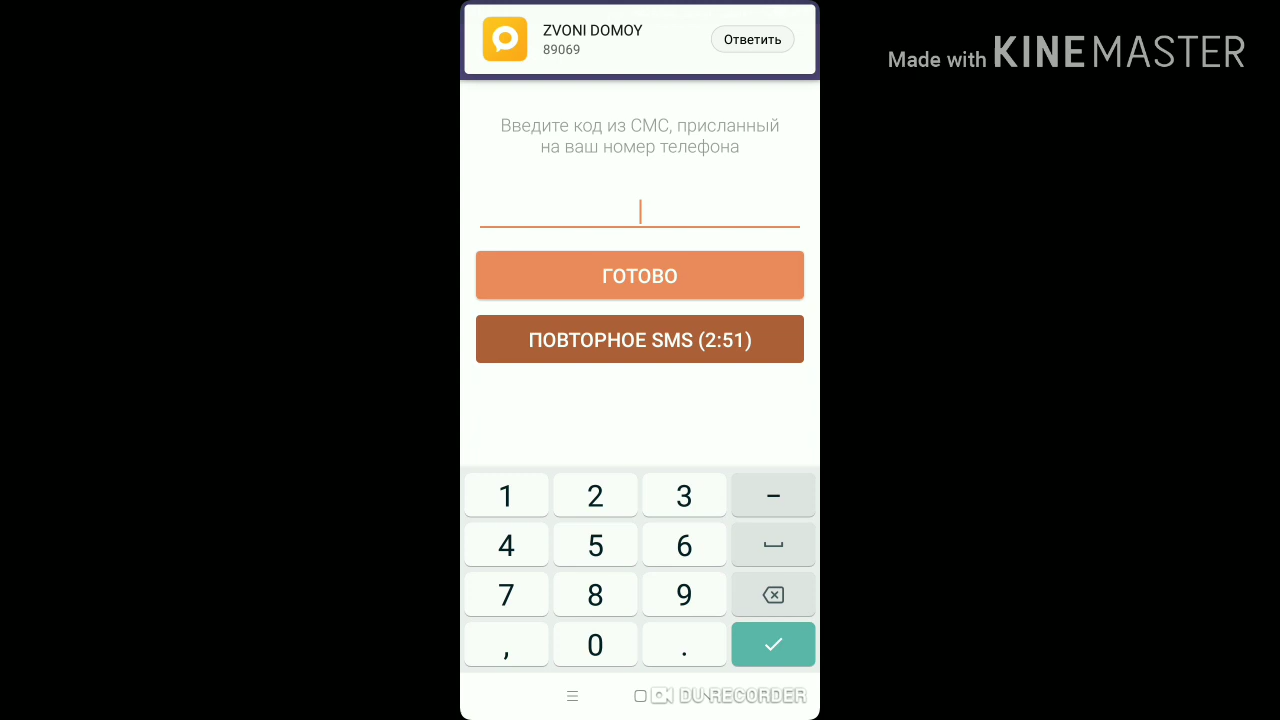 ZVONI DOMOY
89069
Ответить
Made with KINEMASTER
Введите код из СМС, присланный
на ваш номер телефона
ГОТОВО
ПОВТОРНОЕ SMS (2:51)
1 2 3 –
4 5 6
7 8 9
, 0 .
DU RECORDER